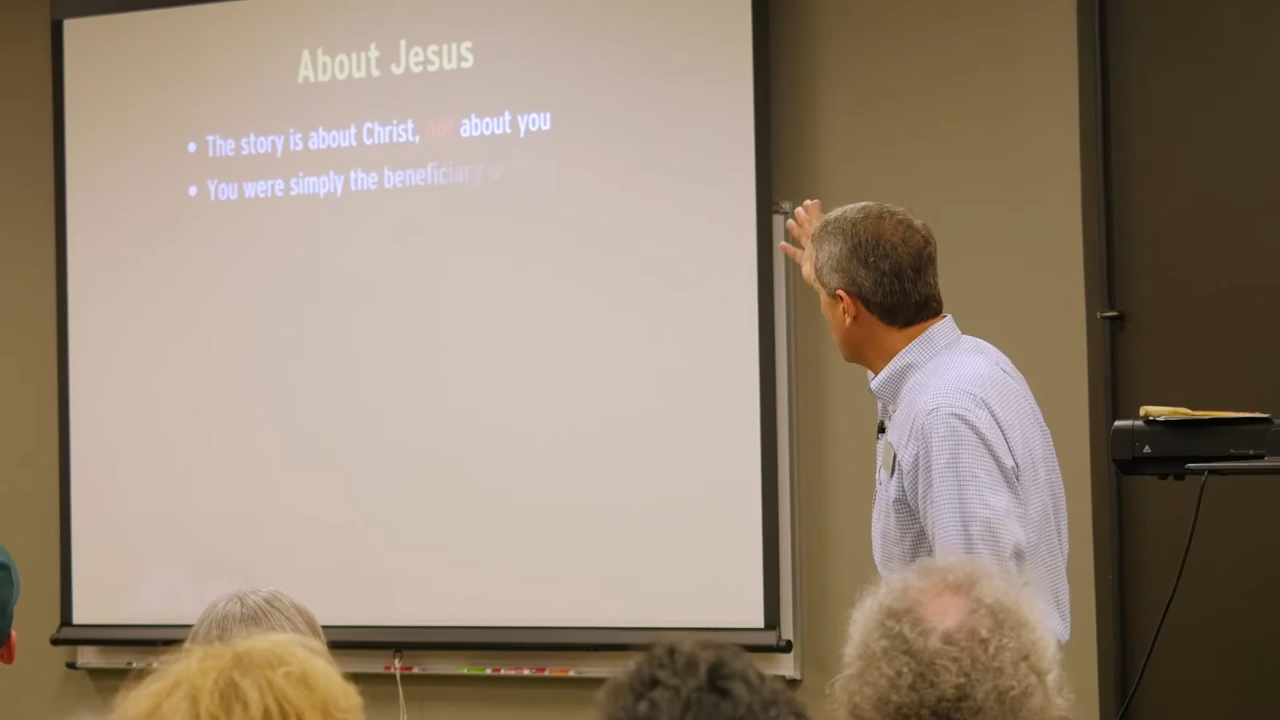 About Jesus
• The story is about Christ, not about you
• You were simply the beneficiary